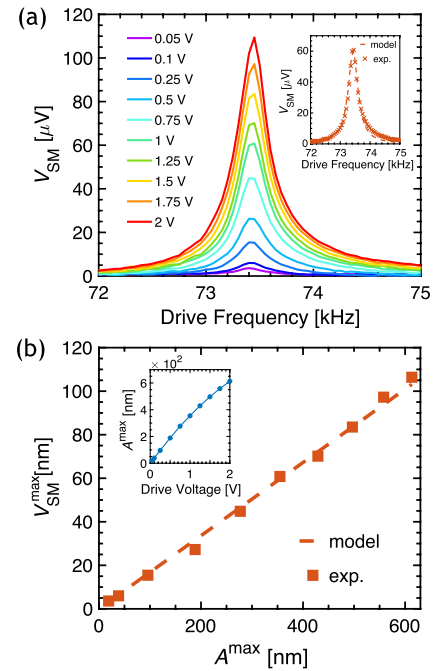 (a)
120
100
80
60
40
20
0
V_SM [μV]
0.05 V
0.1 V
0.25 V
0.5 V
0.75 V
1 V
1.25 V
1.5 V
1.75 V
2 V
model
exp.
60
40
20
0
V_SM [μV]
72 73 74 75
Drive Frequency [kHz]
72 73 74 75
Drive Frequency [kHz]
(b)
120
100
80
60
40
20
0
V_SM^max [nm]
× 10²
6
4
2
0
A^max [nm]
0 1 2
Drive Voltage [V]
model
exp.
0 200 400 600
A^max [nm]